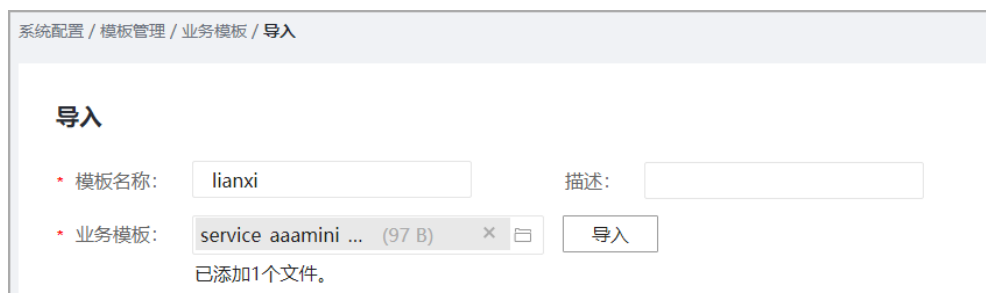 系统配置 / 模板管理 / 业务模板 / 导入
导入
* 模板名称： lianxi 描述：
* 业务模板： service aaamini ... (97 B) × 导入
已添加1个文件。